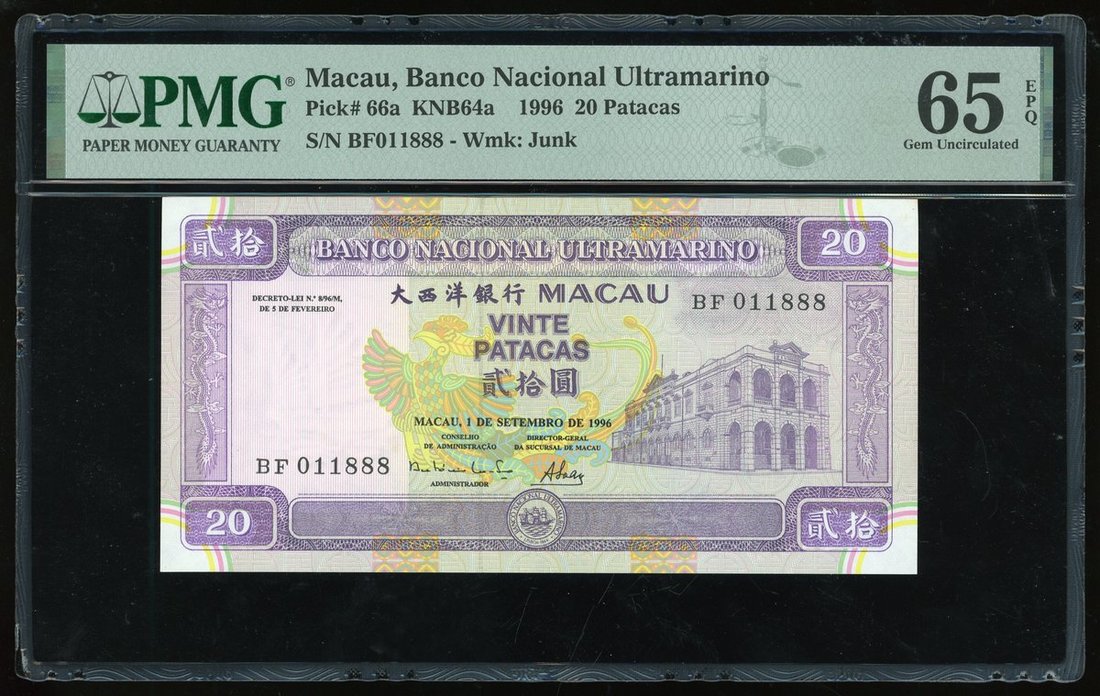 PMG®
PAPER MONEY GUARANTY
Macau, Banco Nacional Ultramarino
Pick# 66a KNB64a 1996 20 Patacas
S/N BF011888 - Wmk: Junk
65 EPQ
Gem Uncirculated
貳拾
BANCO NACIONAL ULTRAMARINO
20
DECRETO-LEI N.º 8/96/M,
DE 5 DE FEVEREIRO
大西洋銀行 MACAU
BF 011888
VINTE
PATACAS
貳拾圓
MACAU, 1 DE SETEMBRO DE 1996
CONSELHO
DE ADMINISTRAÇÃO
DIRECTOR-GERAL
DA SUCURSAL DE MACAU
BF 011888
ADMINISTRADOR
20
貳拾